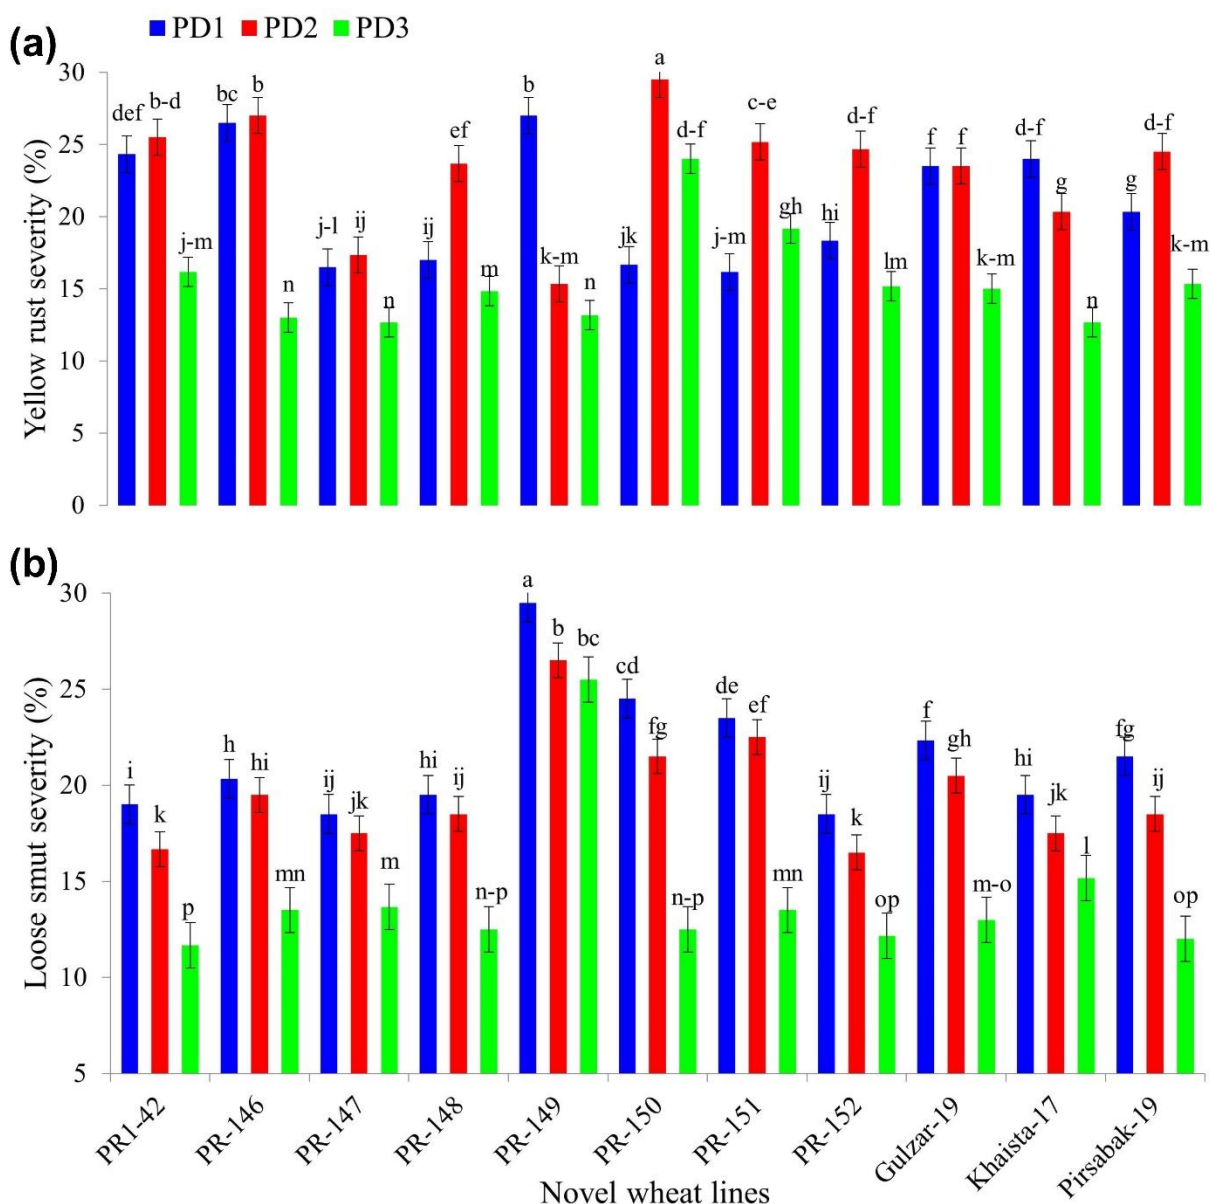 PD1 PD2 PD3
(a)
Yellow rust severity (%)
30
25
20
15
10
5
0
def b-d j-m bc b n j-l ij n ij ef m b k-m n jk a d-f j-m c-e gh hi d-f lm f f k-m d-f g n g d-f k-m
(b)
Loose smut severity (%)
30
25
20
15
10
5
i k p h hi mn ij jk m hi ij n-p a b bc cd fg n-p de ef mn ij k op f gh m-o hi jk l fg ij op
PR1-42
PR-146
PR-147
PR-148
PR-149
PR-150
PR-151
PR-152
Gulzar-19
Khaista-17
Pirsabak-19
Novel wheat lines